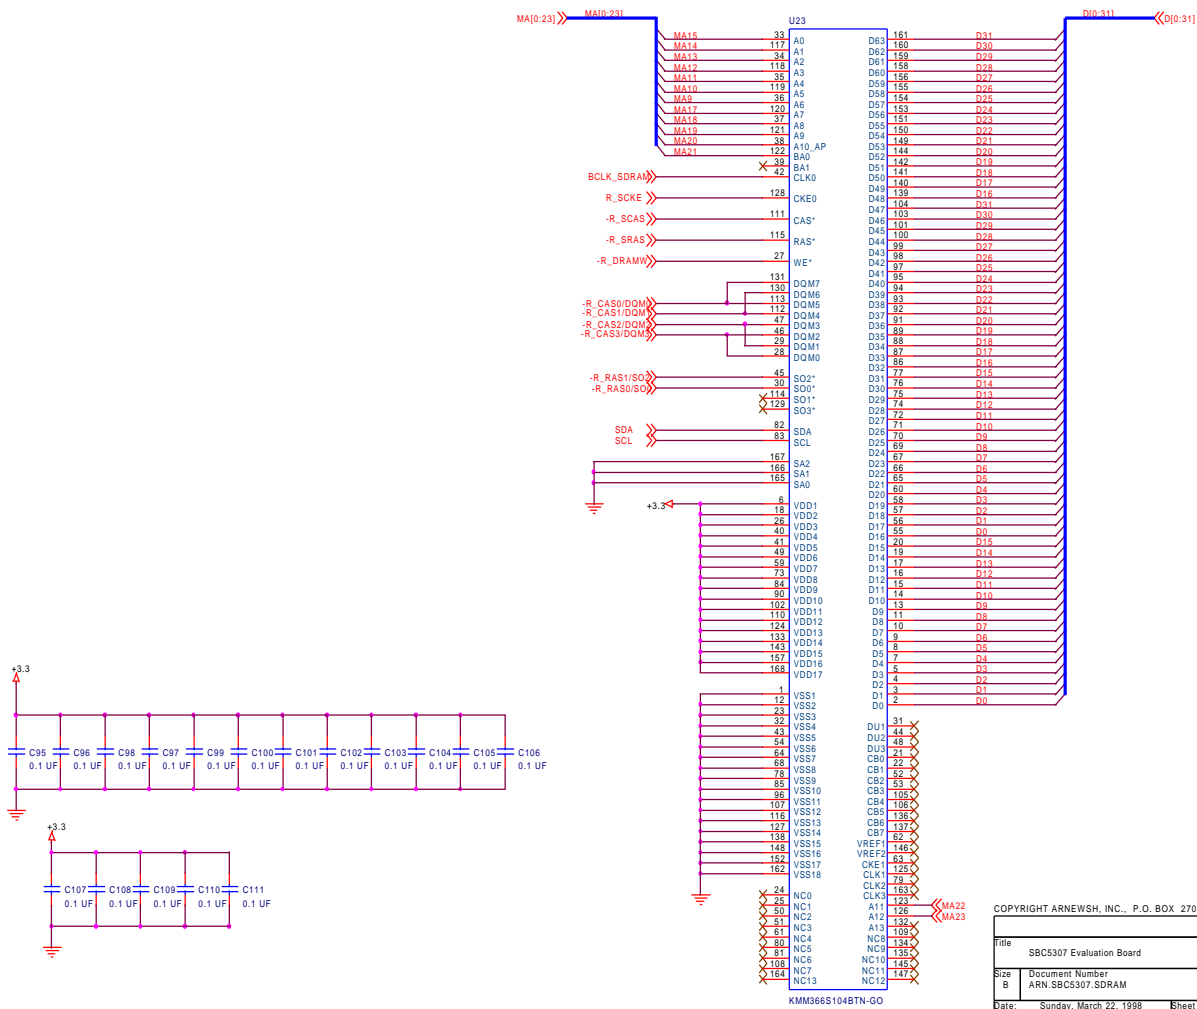 MA[0:23] MA[0:23] D[0:31] D[0:31]
U23
MA15 33 A0 D63 161 D31
MA14 117 A1 D62 160 D30
MA13 34 A2 D61 159 D29
MA12 118 A3 D60 158 D28
MA11 35 A4 D59 156 D27
MA10 119 A5 D58 155 D26
MA9 36 A6 D57 154 D25
MA17 120 A7 D56 153 D24
MA18 37 A8 D55 151 D23
MA19 121 A9 D54 150 D22
MA20 38 A10_AP D53 149 D21
MA21 122 BA0 D52 144 D20
39 BA1 D51 142 D19
BCLK_SDRAM 42 CLK0 D50 141 D18
D49 140 D17
R_SCKE 128 CKE0 D48 139 D16
D47 104 D31
-R_SCAS 111 CAS* D46 103 D30
D45 101 D29
-R_SRAS 115 RAS* D44 100 D28
D43 99 D27
-R_DRAMW 27 WE* D42 98 D26
D41 97 D25
131 DQM7 D40 95 D24
130 DQM6 D39 94 D23
-R_CAS0/DQM0 113 DQM5 D38 93 D22
-R_CAS1/DQM1 112 DQM4 D37 92 D21
-R_CAS2/DQM2 47 DQM3 D36 91 D20
-R_CAS3/DQM3 46 DQM2 D35 89 D19
29 DQM1 D34 88 D18
28 DQM0 D33 87 D17
D32 86 D16
-R_RAS1/SO2 45 SO2* D31 77 D15
-R_RAS0/SO0 30 SO0* D30 76 D14
114 SO1* D29 75 D13
129 SO3* D28 74 D12
D27 72 D11
SDA 82 SDA D26 71 D10
SCL 83 SCL D25 70 D9
D24 69 D8
167 SA2 D23 67 D7
166 SA1 D22 66 D6
165 SA0 D21 65 D5
D20 60 D4
+3.3 6 VDD1 D19 58 D3
18 VDD2 D18 57 D2
26 VDD3 D17 56 D1
40 VDD4 D16 55 D0
41 VDD5 D15 20 D15
49 VDD6 D14 19 D14
59 VDD7 D13 17 D13
73 VDD8 D12 16 D12
84 VDD9 D11 15 D11
90 VDD10 D10 14 D10
102 VDD11 D9 13 D9
110 VDD12 D8 11 D8
124 VDD13 D7 10 D7
133 VDD14 D6 9 D6
143 VDD15 D5 8 D5
157 VDD16 D4 7 D4
168 VDD17 D3 5 D3
D2 4 D2
1 VSS1 D1 3 D1
12 VSS2 D0 2 D0
23 VSS3
32 VSS4 DU1 31
43 VSS5 DU2 44
54 VSS6 DU3 48
64 VSS7 CB0 21
68 VSS8 CB1 22
78 VSS9 CB2 52
85 VSS10 CB3 53
96 VSS11 CB4 105
107 VSS12 CB5 106
116 VSS13 CB6 136
127 VSS14 CB7 137
138 VSS15 VREF1 62
148 VSS16 VREF2 146
152 VSS17 CKE1 63
162 VSS18 CLK1 125
CLK2 79
24 NC0 CLK3 163
25 NC1 A11 123 MA22
50 NC2 A12 126 MA23
51 NC3 A13 132
61 NC4 NC8 109
80 NC5 NC9 134
81 NC6 NC10 135
108 NC7 NC11 145
164 NC13 NC12 147
KMM366S104BTN-GO
+3.3
C95 C96 C98 C97 C99 C100 C101 C102 C103 C104 C105 C106
0.1 UF 0.1 UF 0.1 UF 0.1 UF 0.1 UF 0.1 UF 0.1 UF 0.1 UF 0.1 UF 0.1 UF 0.1 UF 0.1 UF
+3.3
C107 C108 C109 C110 C111
0.1 UF 0.1 UF 0.1 UF 0.1 UF 0.1 UF
COPYRIGHT ARNEWSH, INC., P.O. BOX 270
Title
SBC5307 Evaluation Board
Size Document Number
B ARN.SBC5307.SDRAM
Date: Sunday, March 22, 1998 Sheet